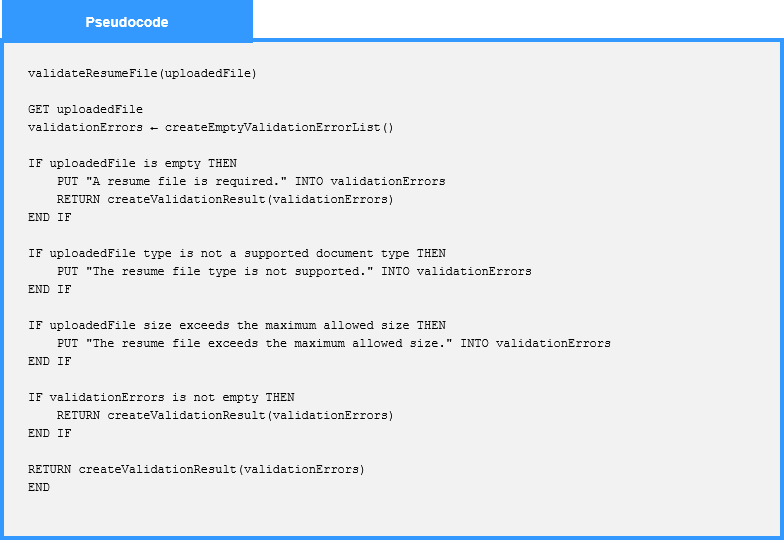 Pseudocode
validateResumeFile(uploadedFile)
GET uploadedFile
validationErrors ← createEmptyValidationErrorList()
IF uploadedFile is empty THEN
    PUT "A resume file is required." INTO validationErrors
    RETURN createValidationResult(validationErrors)
END IF
IF uploadedFile type is not a supported document type THEN
    PUT "The resume file type is not supported." INTO validationErrors
END IF
IF uploadedFile size exceeds the maximum allowed size THEN
    PUT "The resume file exceeds the maximum allowed size." INTO validationErrors
END IF
IF validationErrors is not empty THEN
    RETURN createValidationResult(validationErrors)
END IF
RETURN createValidationResult(validationErrors)
END